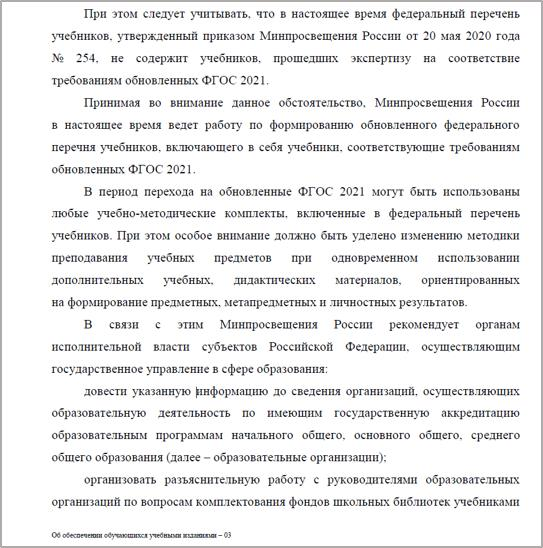 При этом следует учитывать, что в настоящее время федеральный перечень
учебников, утвержденный приказом Минпросвещения России от 20 мая 2020 года
№ 254, не содержит учебников, прошедших экспертизу на соответствие
требованиям обновленных ФГОС 2021.
Принимая во внимание данное обстоятельство, Минпросвещения России
в настоящее время ведет работу по формированию обновленного федерального
перечня учебников, включающего в себя учебники, соответствующие требованиям
обновленных ФГОС 2021.
В период перехода на обновленные ФГОС 2021 могут быть использованы
любые учебно-методические комплекты, включенные в федеральный перечень
учебников. При этом особое внимание должно быть уделено изменению методики
преподавания учебных предметов при одновременном использовании
дополнительных учебных, дидактических материалов, ориентированных
на формирование предметных, метапредметных и личностных результатов.
В связи с этим Минпросвещения России рекомендует органам
исполнительной власти субъектов Российской Федерации, осуществляющим
государственное управление в сфере образования:
довести указанную информацию до сведения организаций, осуществляющих
образовательную деятельность по имеющим государственную аккредитацию
образовательным программам начального общего, основного общего, среднего
общего образования (далее – образовательные организации);
организовать разъяснительную работу с руководителями образовательных
организаций по вопросам комплектования фондов школьных библиотек учебниками
Об обеспечении обучающихся учебными изданиями – 03